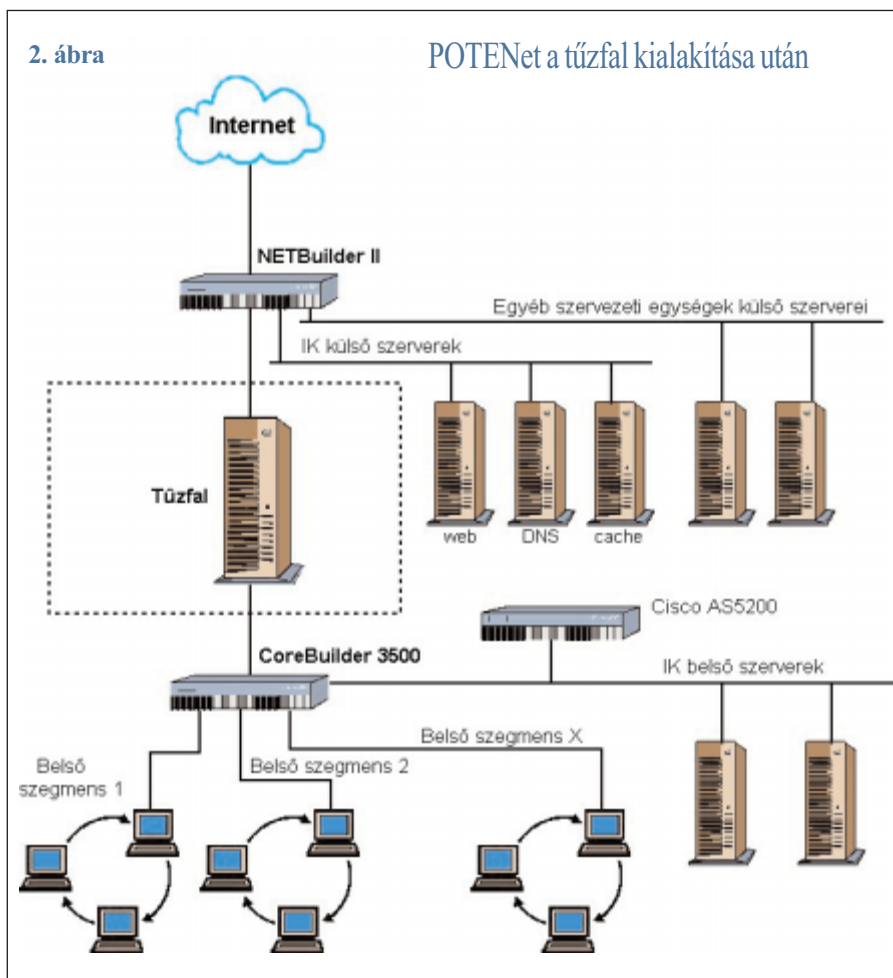 2. ábra
POTENet a tűzfal kialakítása után
Internet
NETBuilder II
Egyéb szervezeti egységek külső szerverei
IK külső szerverek
Tűzfal
web
DNS
cache
Cisco AS5200
CoreBuilder 3500
IK belső szerverek
Belső szegmens X
Belső
szegmens 1
Belső szegmens 2